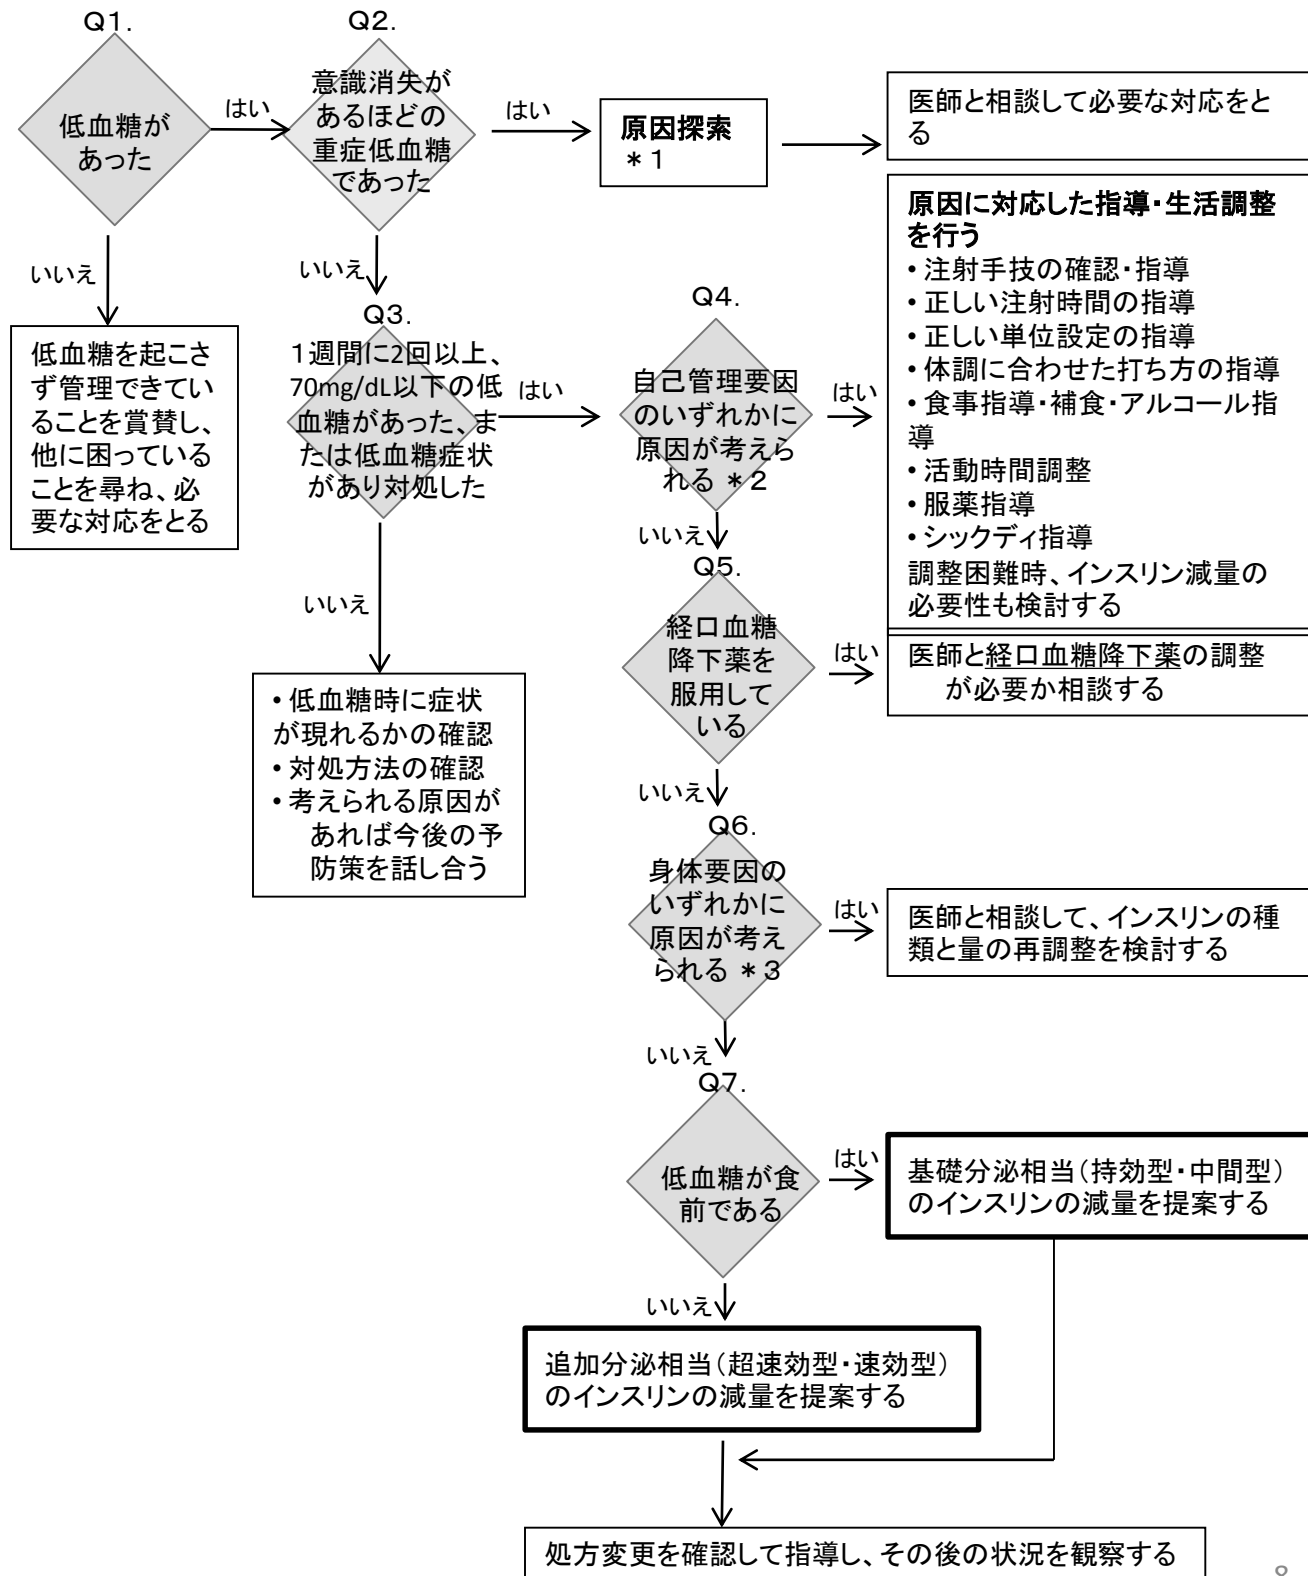 Q1.
低血糖が
あった
はい
いいえ
低血糖を起こさ
ず管理できてい
ることを賞賛し、
他に困っている
ことを尋ね、必
要な対応をとる
Q2.
意識消失が
あるほどの
重症低血糖
であった
はい
いいえ
原因探索
＊1
医師と相談して必要な対応をと
る
Q3.
1週間に2回以上、
70mg/dL以下の低
血糖があった、ま
たは低血糖症状
があり対処した
はい
いいえ
• 低血糖時に症状
が現れるかの確認
• 対処方法の確認
• 考えられる原因が
あれば今後の予
防策を話し合う
Q4.
自己管理要因
のいずれかに
原因が考えら
れる ＊2
はい
いいえ
原因に対応した指導・生活調整
を行う
• 注射手技の確認・指導
• 正しい注射時間の指導
• 正しい単位設定の指導
• 体調に合わせた打ち方の指導
• 食事指導・補食・アルコール指
導
• 活動時間調整
• 服薬指導
• シックディ指導
調整困難時、インスリン減量の
必要性も検討する
Q5.
経口血糖
降下薬を
服用して
いる
はい
いいえ
医師と経口血糖降下薬の調整
が必要か相談する
Q6.
身体要因の
いずれかに
原因が考え
られる ＊3
はい
いいえ
医師と相談して、インスリンの種
類と量の再調整を検討する
Q7.
低血糖が食
前である
はい
いいえ
基礎分泌相当（持効型・中間型）
のインスリンの減量を提案する
追加分泌相当（超速効型・速効型）
のインスリンの減量を提案する
処方変更を確認して指導し、その後の状況を観察する
8